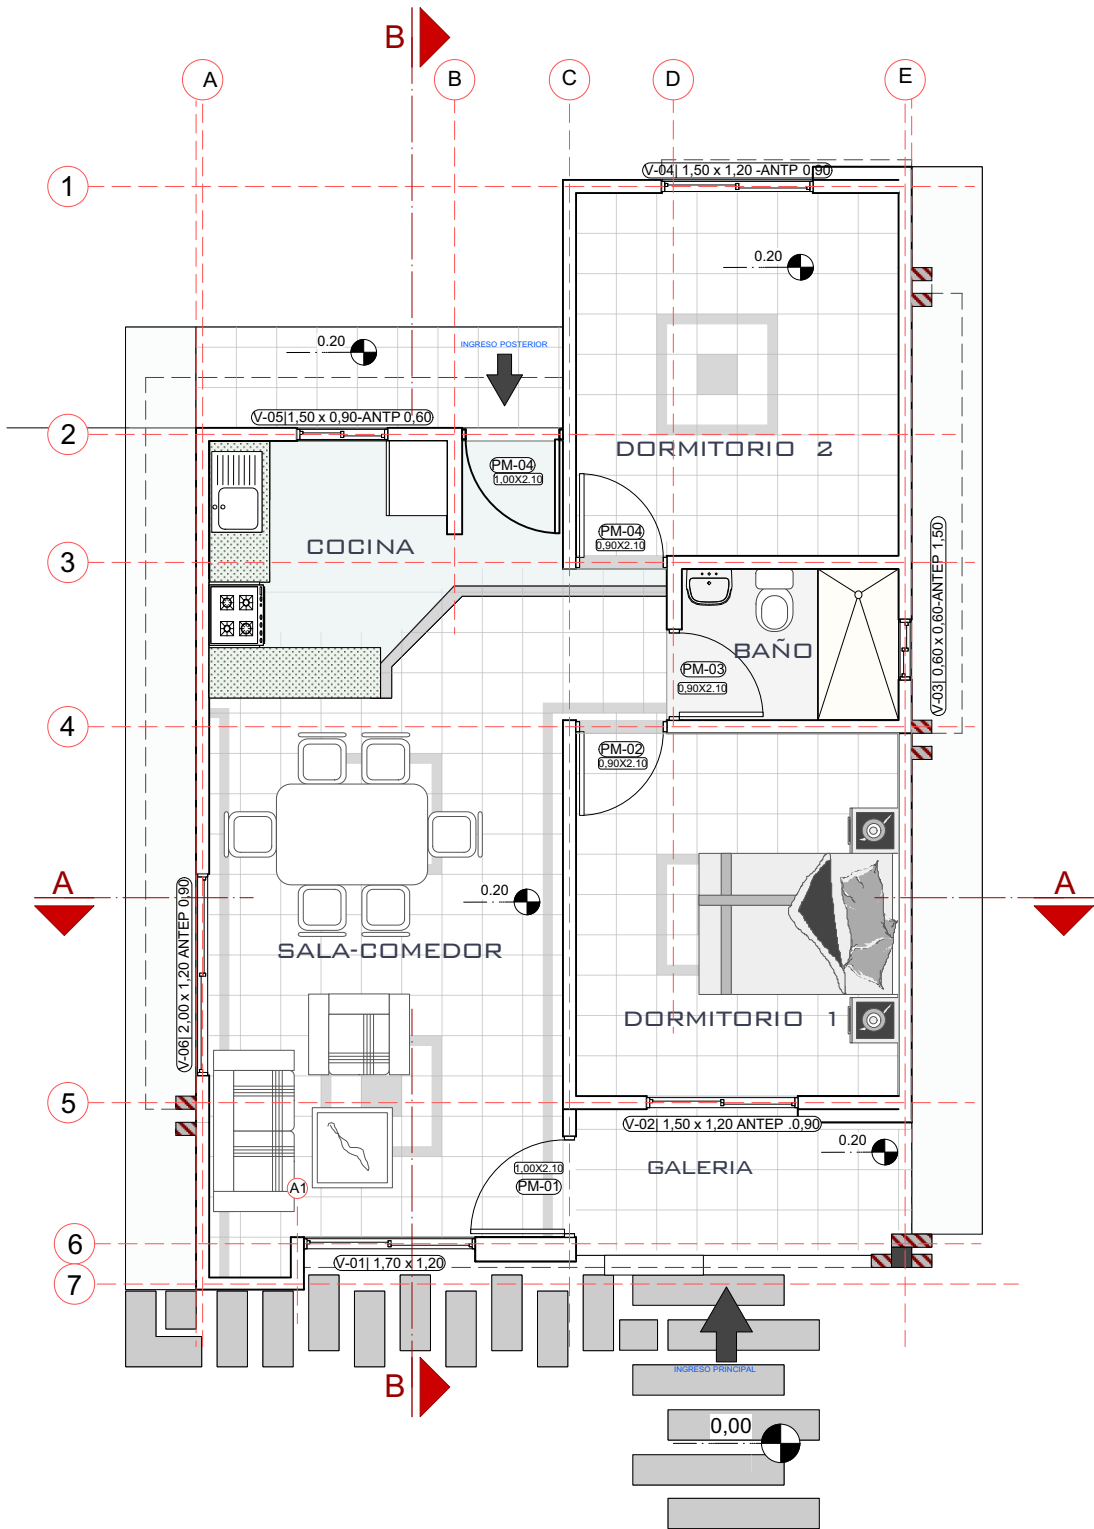 B
A
B
C
D
E
1
V-04| 1,50 x 1,20 -ANTP 0,90
0.20
0.20
INGRESO POSTERIOR
V-05|1,50 x 0,90-ANTP 0,60
2
DORMITORIO 2
PM-04
1,00X2.10
PM-04
0,90X2.10
COCINA
3
V-03| 0,60 x 0,60-ANTEP 1,50
BAÑO
PM-03
0,90X2.10
4
PM-02
0,90X2.10
A
A
0.20
V-06| 2,00 x 1,20 ANTEP 0,90
SALA-COMEDOR
DORMITORIO 1
5
V-02| 1,50 x 1,20 ANTEP .0,90
0.20
1,00X2.10
PM-01
GALERIA
A1
6
V-01| 1,70 x 1,20
7
INGRESO PRINCIPAL
B
0,00